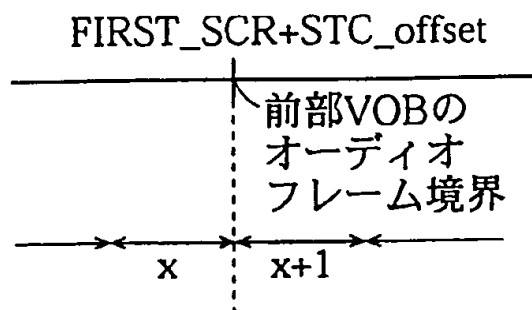 FIRST_SCR+STC_offset
前部VOBの
オーディオ
フレーム境界
x
x+1